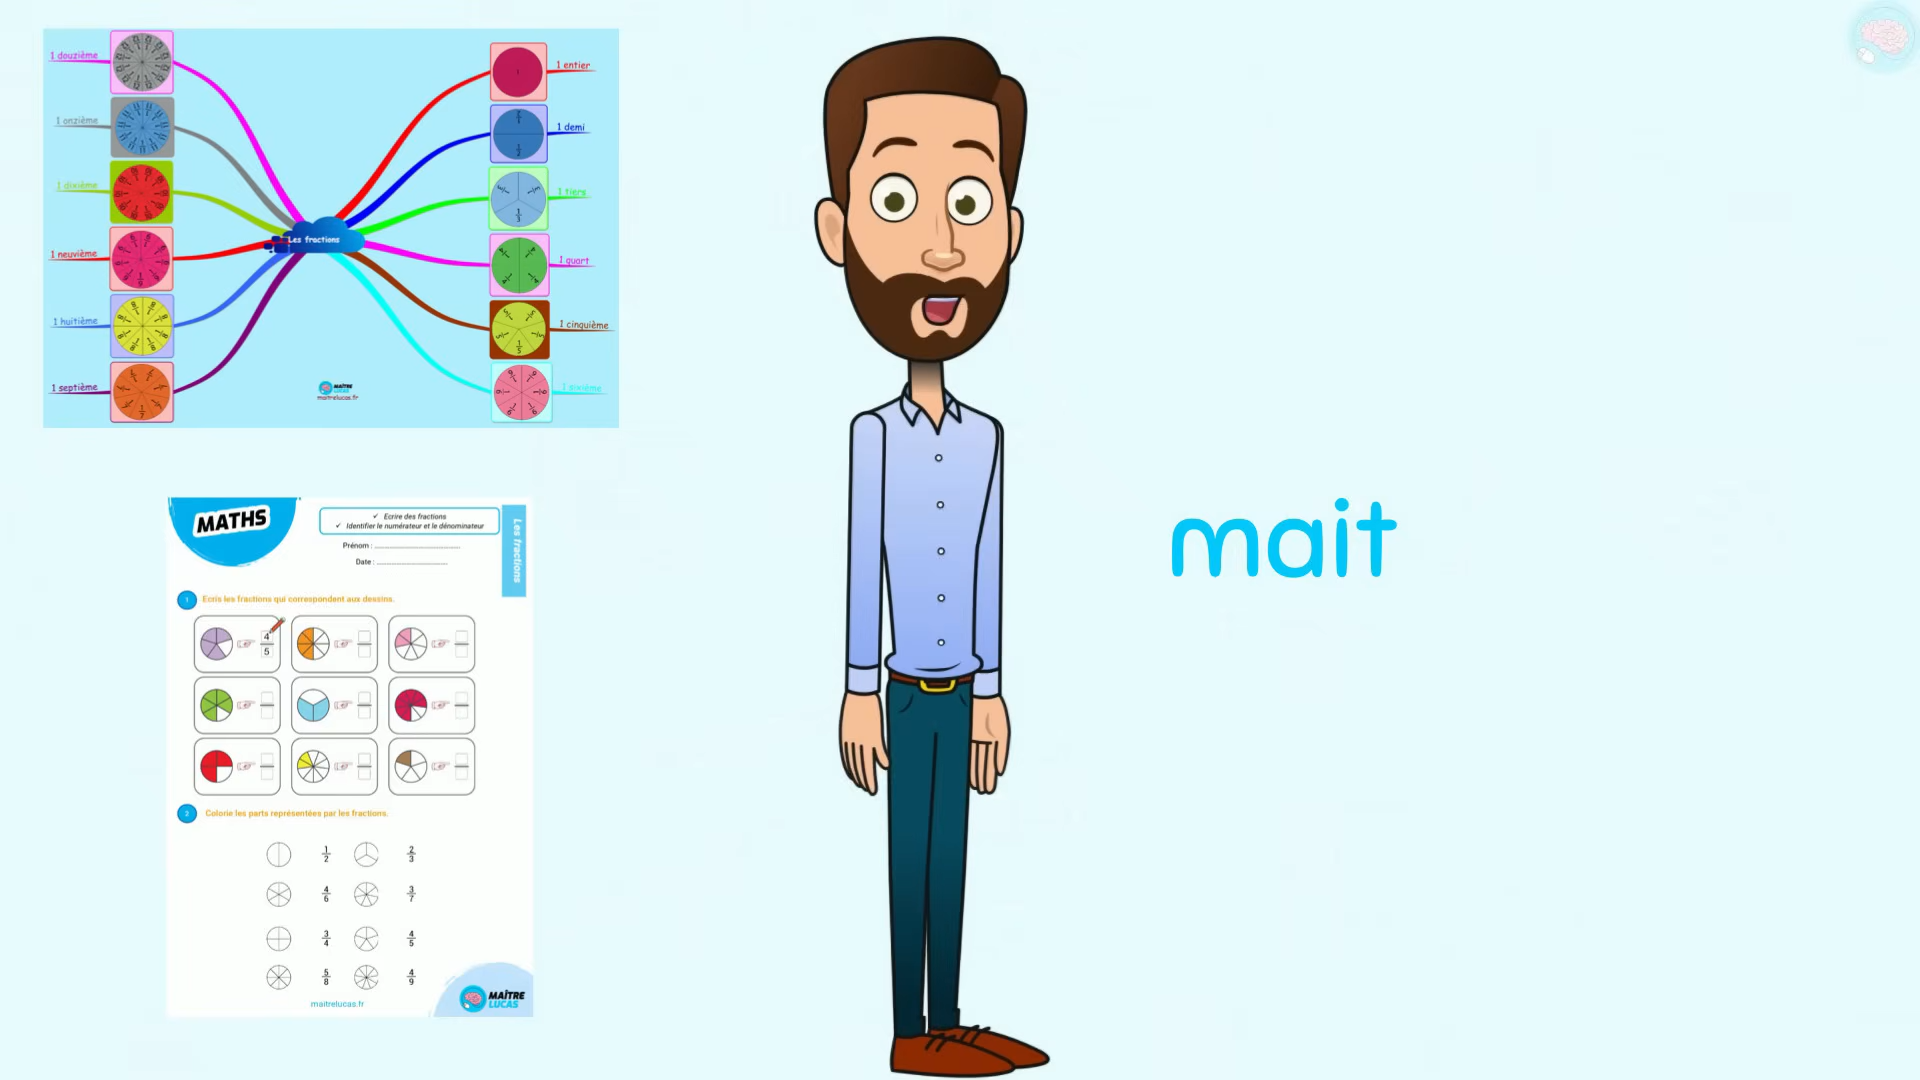 1 douzième
1 onzième
1 dixième
1 neuvième
1 huitième
1 septième
Les fractions
1 entier
1 demi
1 tiers
1 quart
1 cinquième
1 sixième
MAÎTRE
LUCAS
maitrelucas.fr
MATHS
✓ Ecrire des fractions
✓ Identifier le numérateur et le dénominateur
Prénom : ........................................
Date : ................................
Les fractions
1 Ecris les fractions qui correspondent aux dessins.
4
5
2 Colorie les parts représentées par les fractions.
1/2 2/3
4/6 3/7
3/4 4/5
5/8 4/9
maitrelucas.fr
MAÎTRE
LUCAS
mait